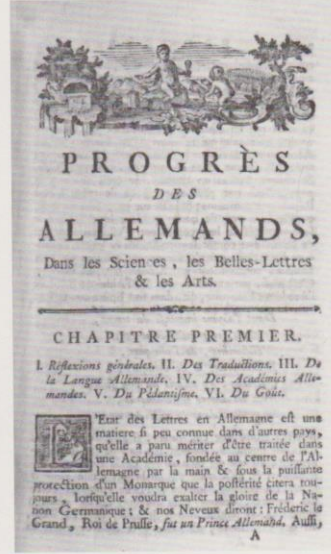 PROGRÈS
DES
ALLEMANDS,
Dans les Sciences, les Belles-Lettres
& les Arts.
CHAPITRE PREMIER.
I. Réflexions générales. II. Des Traductions. III. De
la Langue Allemande. IV. Des Académies Alle-
mandes. V. Du Pédantisme. VI. Du Goût.
L'Etat des Lettres en Allemagne est une
matiere si peu connue dans d'autres pays,
qu'elle a paru mériter d'être traitée dans
une Académie, fondée au centre de l'Al-
lemagne par la main & sous la puissante
protection d'un Monarque que la postérité citera tou-
jours, lorsqu'elle voudra exalter la gloire de la Na-
tion Germanique; & nos Neveux diront: Fréderic le
Grand, Roi de Prusse, fut un Prince Allemand. Aussi,
A